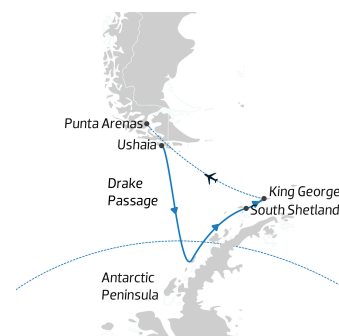 Punta Arenas
Ushaia
Drake
Passage
King George
South Shetland
Antarctic
Peninsula